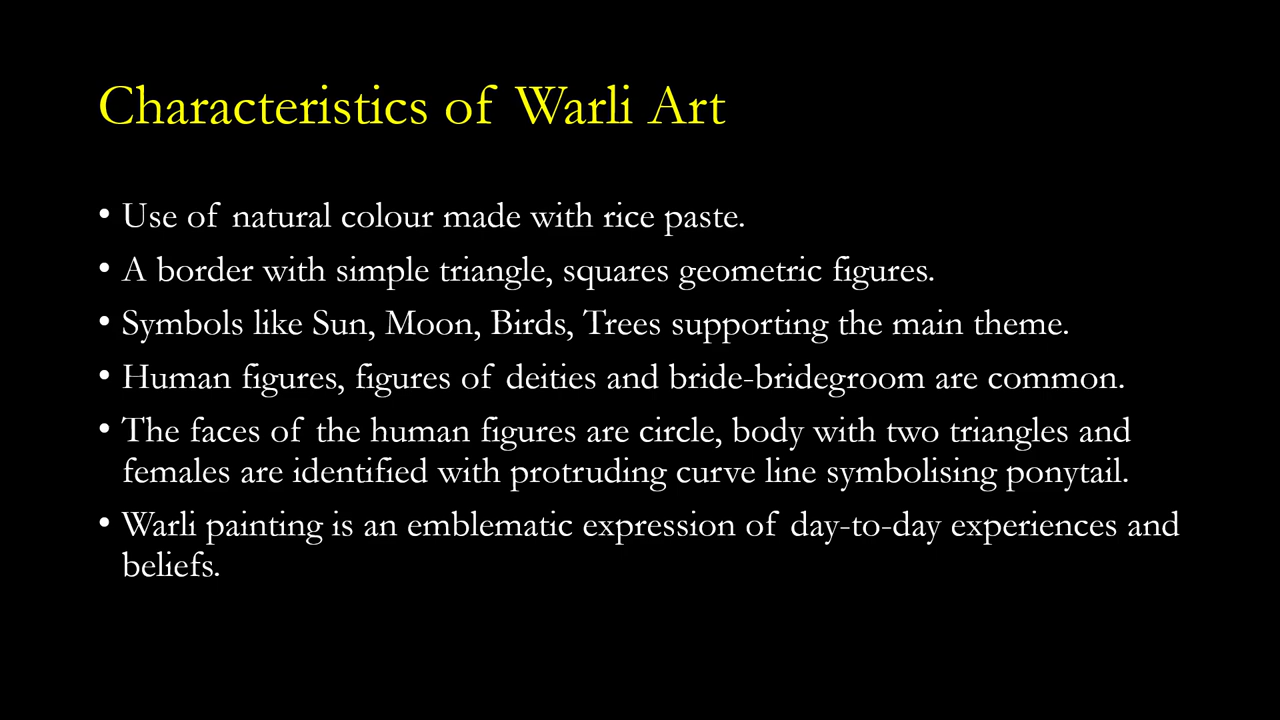 Characteristics of Warli Art
• Use of natural colour made with rice paste.
• A border with simple triangle, squares geometric figures.
• Symbols like Sun, Moon, Birds, Trees supporting the main theme.
• Human figures, figures of deities and bride-bridegroom are common.
• The faces of the human figures are circle, body with two triangles and
females are identified with protruding curve line symbolising ponytail.
• Warli painting is an emblematic expression of day-to-day experiences and
beliefs.